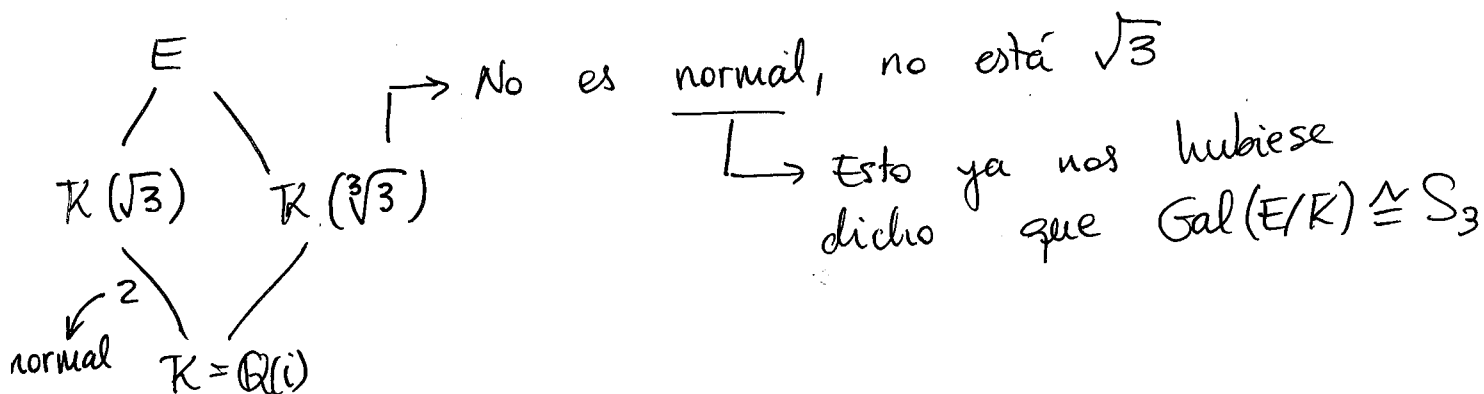 E
→ No es normal, no está √3
→ Esto ya nos hubiese
dicho que Gal(E/K) ≅ S₃
K(√3) K(∛3)
2
normal K = Q(i)